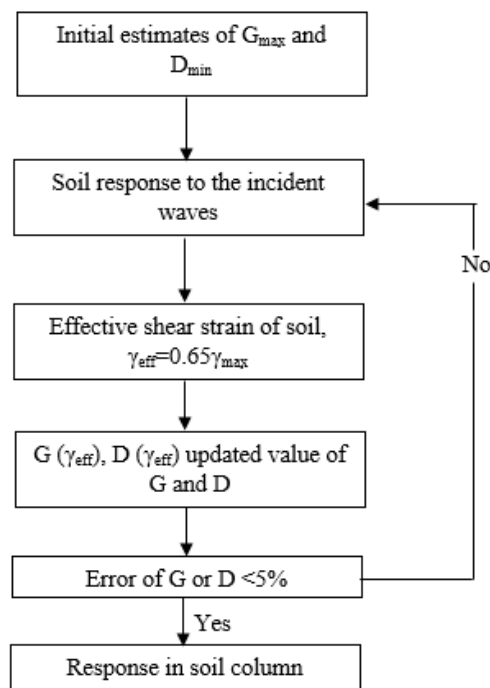 Initial estimates of Gmax and
Dmin
Soil response to the incident
waves
No
Effective shear strain of soil,
γeff=0.65γmax
G (γeff), D (γeff) updated value of
G and D
Error of G or D <5%
Yes
Response in soil column